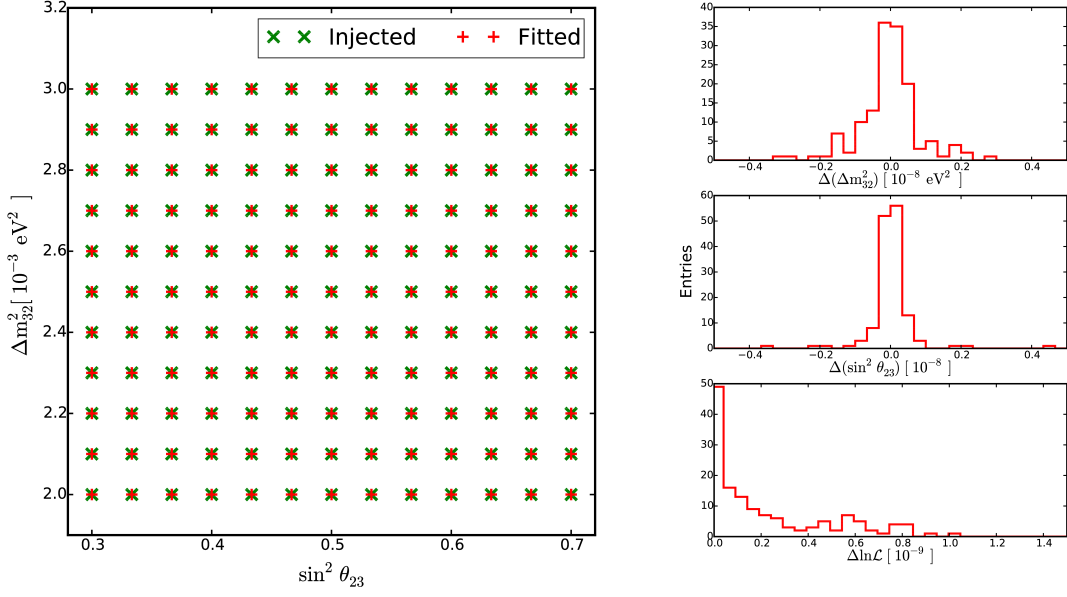 3.2
3.0
2.8
2.6
2.4
2.2
2.0
0.3 0.4 0.5 0.6 0.7
Δm²₃₂[ 10⁻³ eV² ]
sin² θ₂₃
Injected Fitted
40
35
30
25
20
15
10
5
0
−0.4 −0.2 0.0 0.2 0.4
Δ(Δm²₃₂) [ 10⁻⁸ eV² ]
60
50
40
30
20
10
0
Entries
−0.4 −0.2 0.0 0.2 0.4
Δ(sin² θ₂₃) [ 10⁻⁸ ]
50
40
30
20
10
0
0.0 0.2 0.4 0.6 0.8 1.0 1.2 1.4
Δlnℒ [ 10⁻⁹ ]